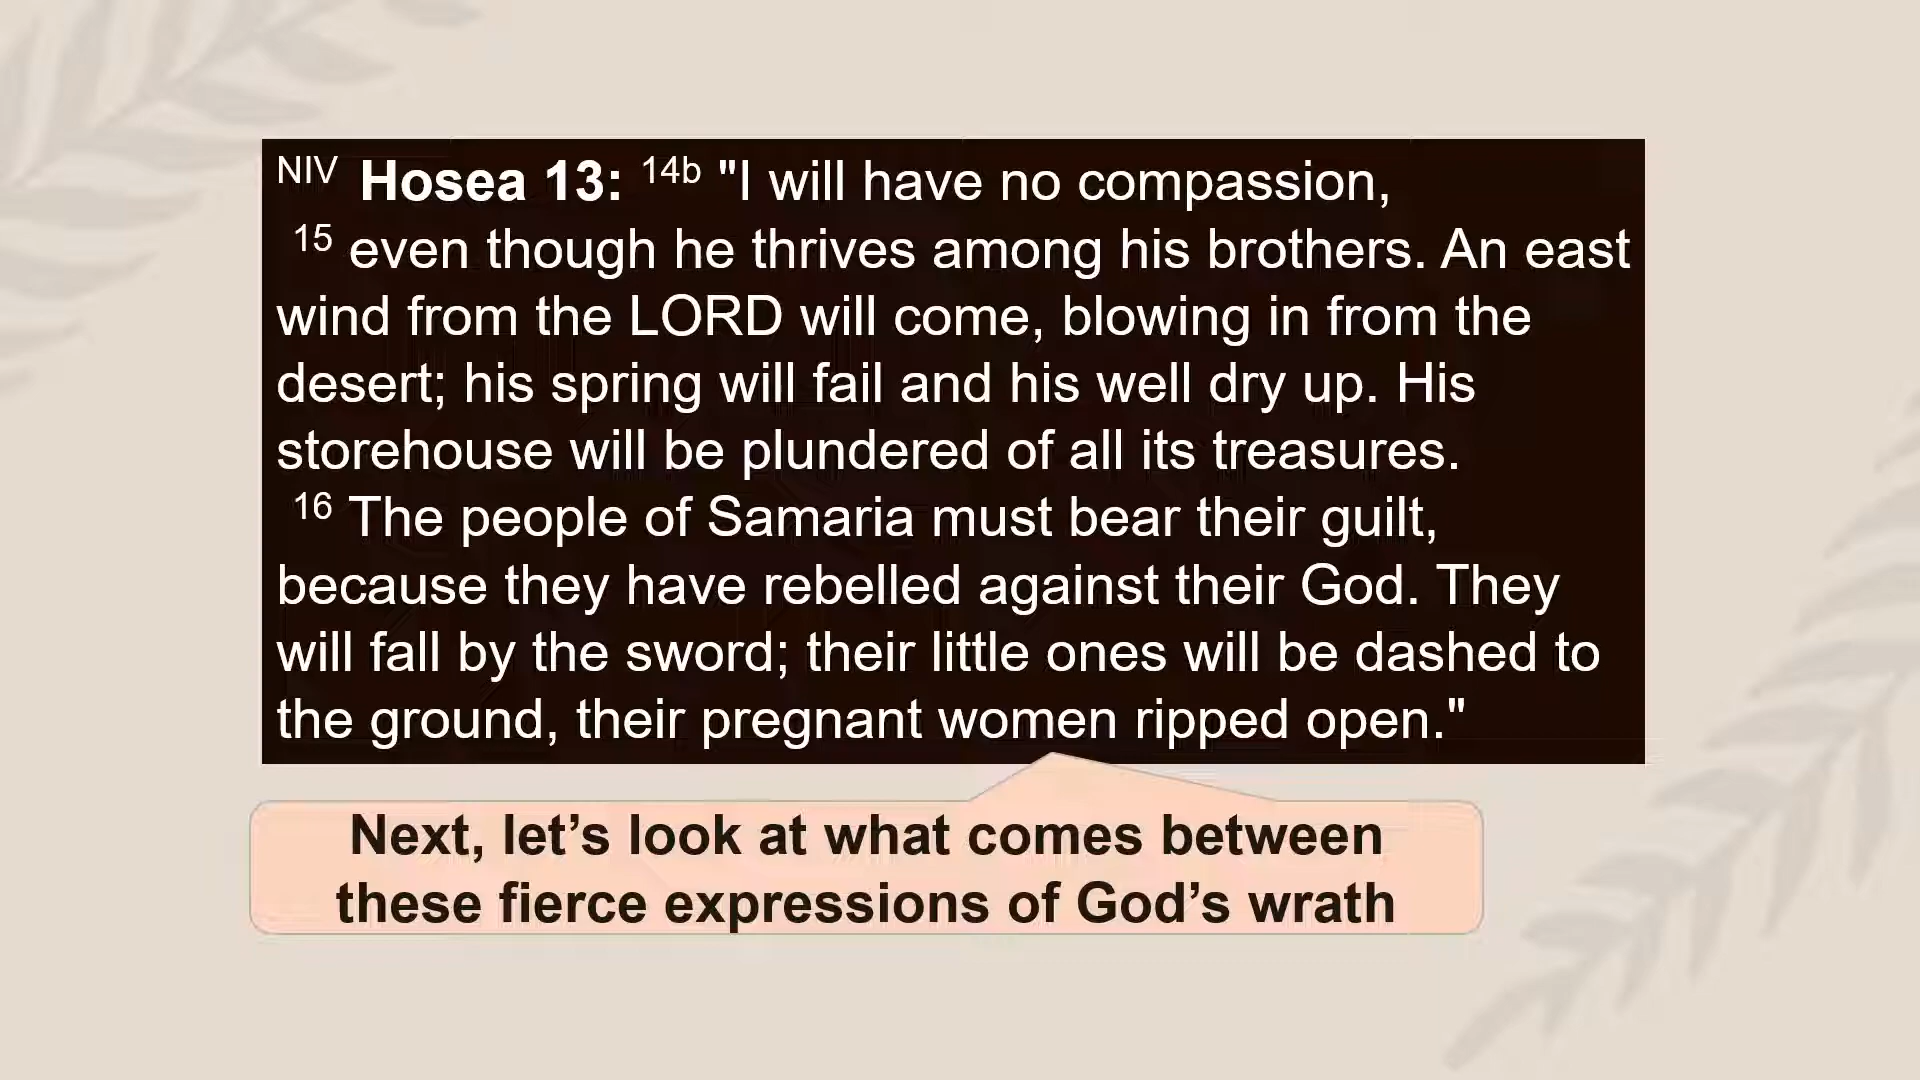 NIV Hosea 13: 14b "I will have no compassion,
15 even though he thrives among his brothers. An east
wind from the LORD will come, blowing in from the
desert; his spring will fail and his well dry up. His
storehouse will be plundered of all its treasures.
16 The people of Samaria must bear their guilt,
because they have rebelled against their God. They
will fall by the sword; their little ones will be dashed to
the ground, their pregnant women ripped open."
Next, let’s look at what comes between
these fierce expressions of God’s wrath